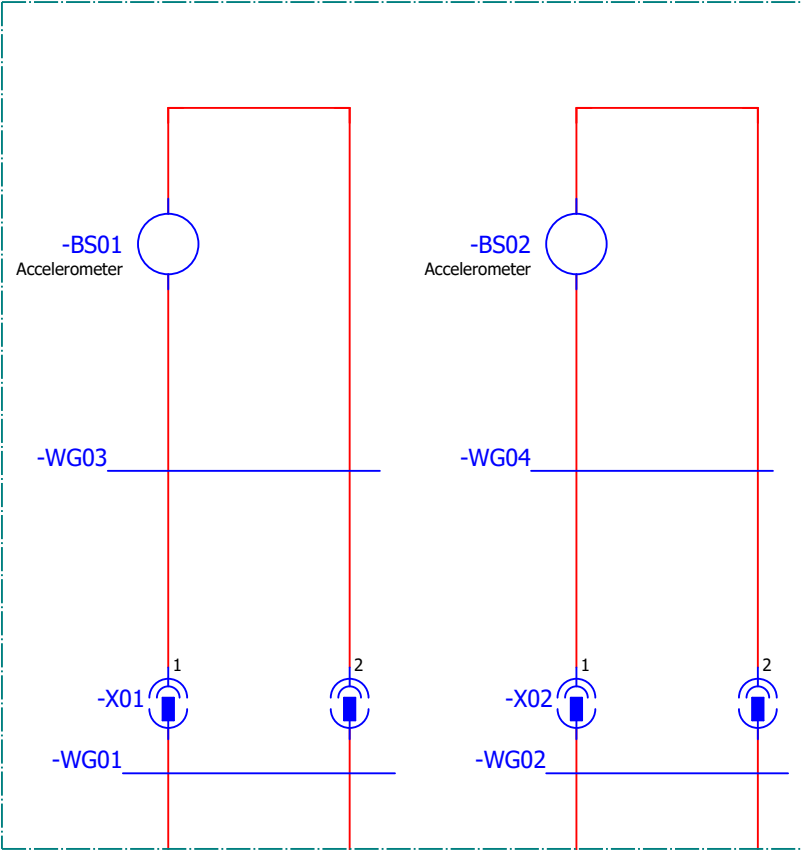 -BS01
Accelerometer
-BS02
Accelerometer
-WG03
-WG04
1
2
1
2
-X01
-X02
-WG01
-WG02